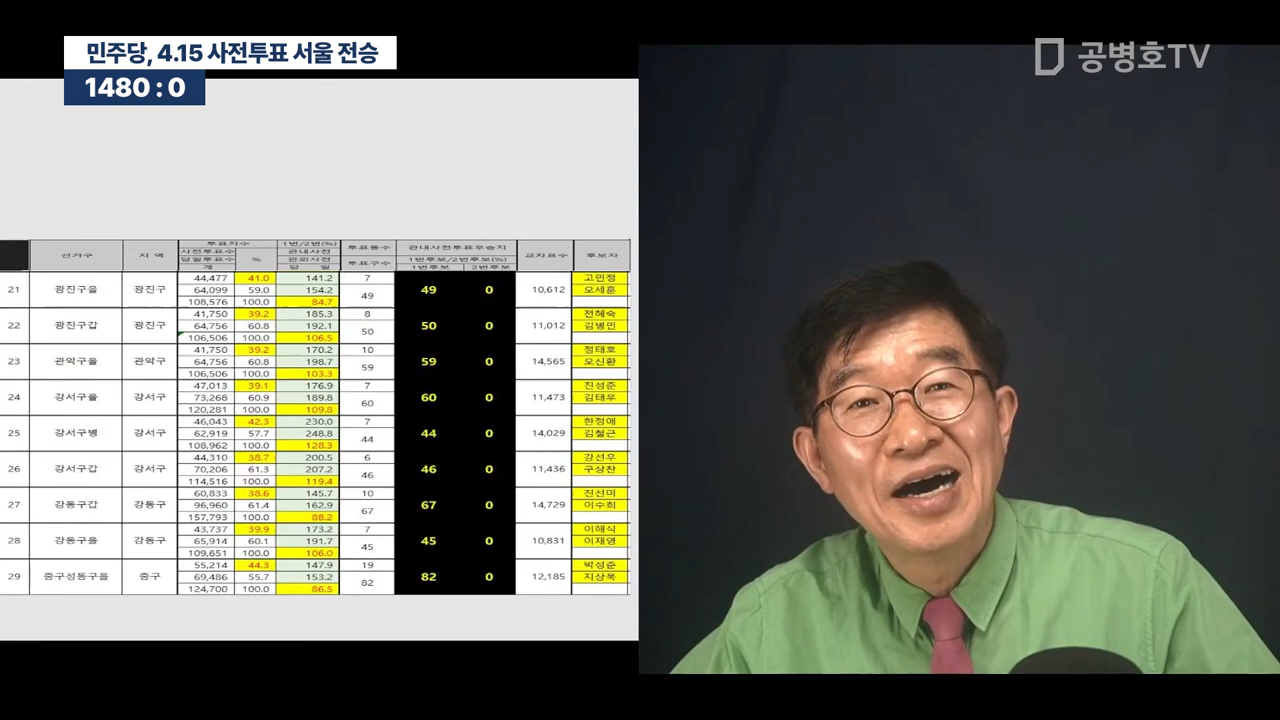 민주당, 4.15 사전투표 서울 전승
1480 : 0
공병호TV
선거구 지역 투표자수 1번/2번(%) 투표동수 관내사전투표우승지 교차표수 후보자
사전투표수 % 관내사전
당일투표수 관외사전 투표구수 1번후보/2번후보(%)
계 당 일 1번후보 2번후보
21 광진구을 광진구 44,477 41.0 141.2 7 49 0 10,612 고민정
64,099 59.0 154.2 49 오세훈
108,576 100.0 84.7
22 광진구갑 광진구 41,750 39.2 185.3 8 50 0 11,012 전혜숙
64,756 60.8 192.1 50 김병민
106,506 100.0 106.5
23 관악구을 관악구 41,750 39.2 170.2 10 59 0 14,565 정태호
64,756 60.8 198.7 59 오신환
106,506 100.0 103.3
24 강서구을 강서구 47,013 39.1 176.9 7 60 0 11,473 진성준
73,268 60.9 189.8 60 김태우
120,281 100.0 109.8
25 강서구병 강서구 46,043 42.3 230.0 7 44 0 14,029 한정애
62,919 57.7 248.8 44 김철근
108,962 100.0 128.3
26 강서구갑 강서구 44,310 38.7 200.5 6 46 0 11,436 강선우
70,206 61.3 207.2 46 구상찬
114,516 100.0 119.4
27 강동구갑 강동구 60,833 38.6 145.7 10 67 0 14,729 진선미
96,960 61.4 162.9 67 이수희
157,793 100.0 88.2
28 강동구을 강동구 43,737 39.9 173.2 7 45 0 10,831 이해식
65,914 60.1 191.7 45 이재영
109,651 100.0 106.0
29 중구성동구을 중구 55,214 44.3 147.9 19 82 0 12,185 박성준
69,486 55.7 153.2 82 지상욱
124,700 100.0 86.5